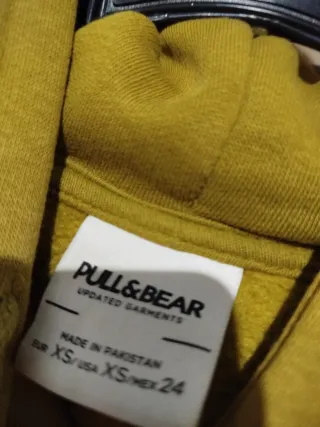 PULL&BEAR
UPDATED GARMENTS
MADE IN PAKISTAN
EUR XS/USA XS/MEX 24